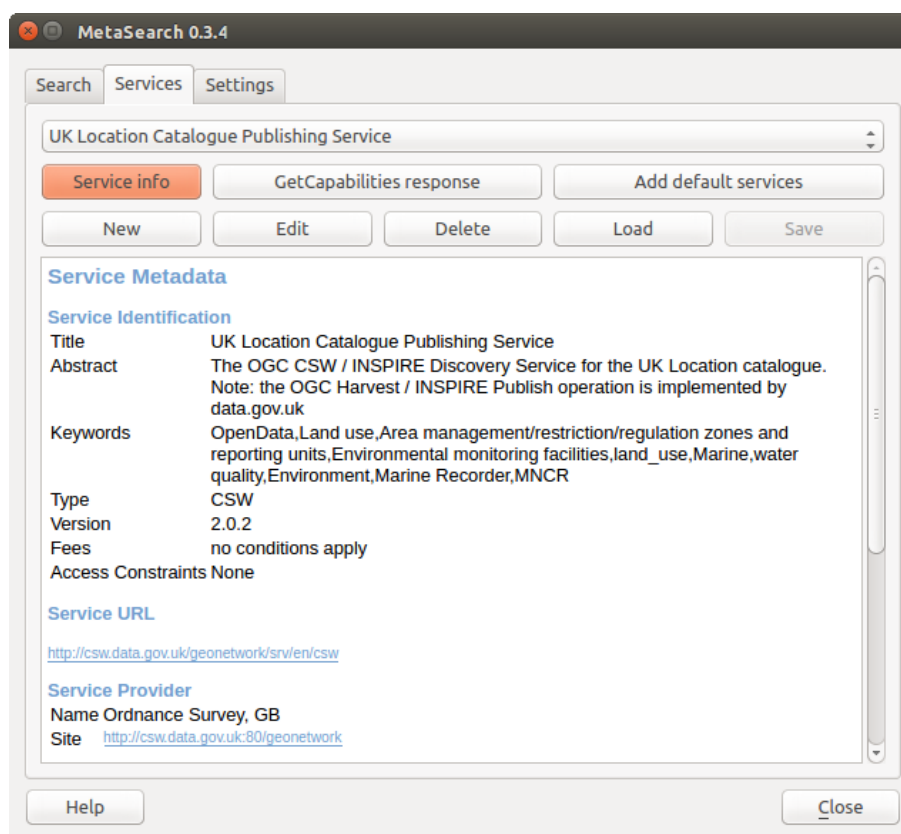 MetaSearch 0.3.4
Search Services Settings
UK Location Catalogue Publishing Service
Service info GetCapabilities response Add default services
New Edit Delete Load Save
Service Metadata
Service Identification
Title UK Location Catalogue Publishing Service
Abstract The OGC CSW / INSPIRE Discovery Service for the UK Location catalogue.
Note: the OGC Harvest / INSPIRE Publish operation is implemented by
data.gov.uk
Keywords OpenData,Land use,Area management/restriction/regulation zones and
reporting units,Environmental monitoring facilities,land_use,Marine,water
quality,Environment,Marine Recorder,MNCR
Type CSW
Version 2.0.2
Fees no conditions apply
Access Constraints None
Service URL
http://csw.data.gov.uk/geonetwork/srv/en/csw
Service Provider
Name Ordnance Survey, GB
Site http://csw.data.gov.uk:80/geonetwork
Help Close